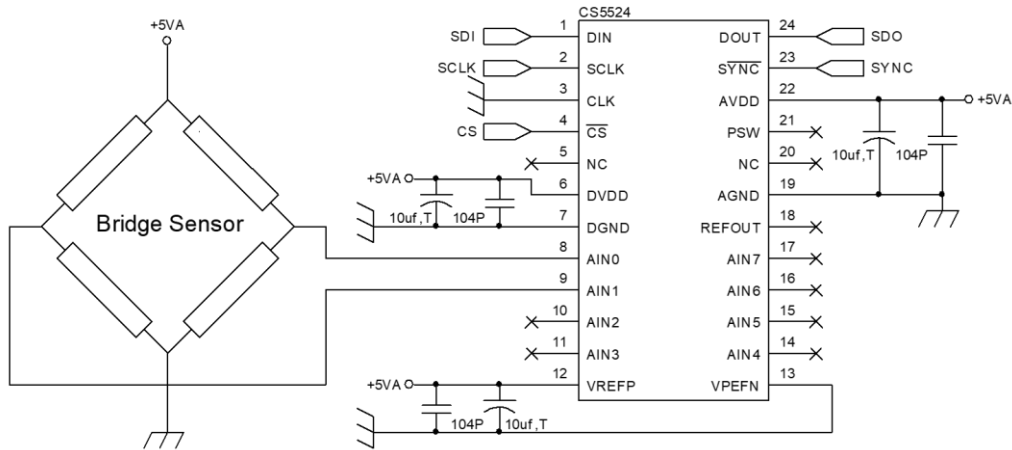 CS5524
+5VA
SDI 1 DIN DOUT 24 SDO
SCLK 2 SCLK SYNC 23 SYNC
3 CLK AVDD 22 +5VA
CS 4 CS PSW 21
10uf,T 104P
5 NC NC 20
+5VA 6 DVDD AGND 19
10uf,T 104P
Bridge Sensor
7 DGND REFOUT 18
8 AIN0 AIN7 17
9 AIN1 AIN6 16
10 AIN2 AIN5 15
11 AIN3 AIN4 14
+5VA 12 VREFP VPEFN 13
104P 10uf,T